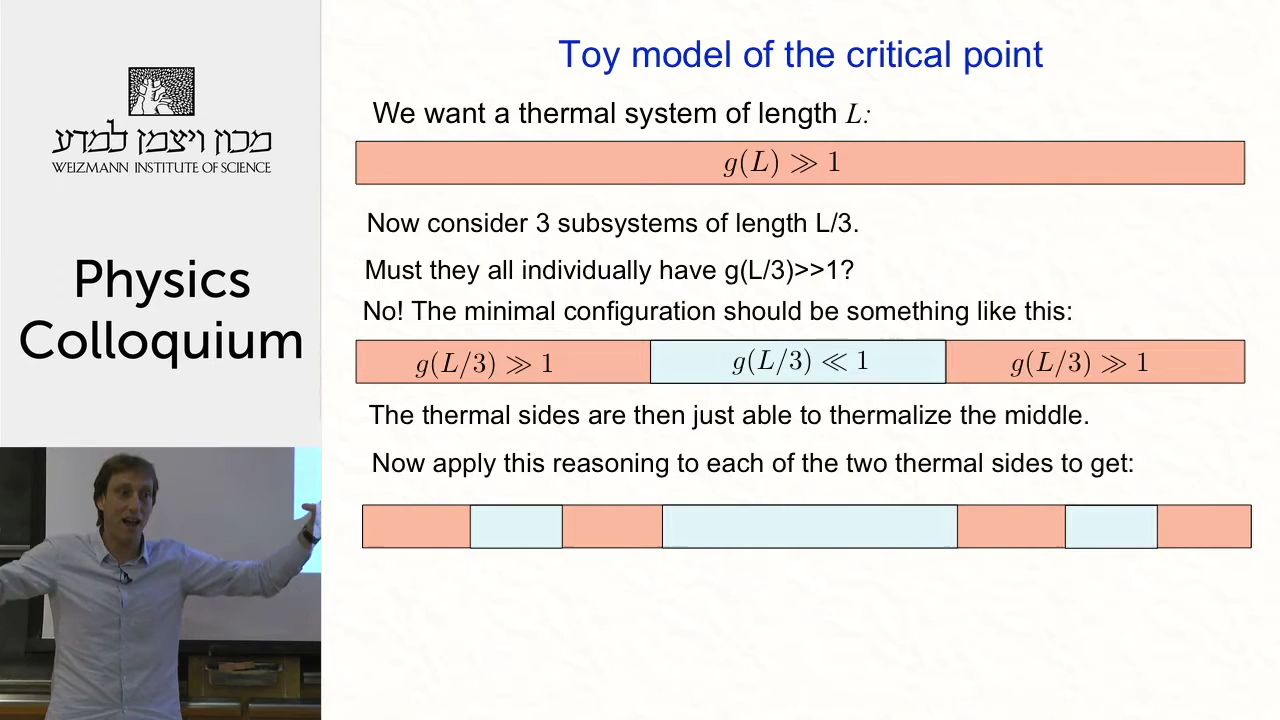 מכון ויצמן למדע
WEIZMANN INSTITUTE OF SCIENCE
Physics
Colloquium
Toy model of the critical point
We want a thermal system of length L:
g(L) ≫ 1
Now consider 3 subsystems of length L/3.
Must they all individually have g(L/3)>>1?
No! The minimal configuration should be something like this:
g(L/3) ≫ 1 g(L/3) ≪ 1 g(L/3) ≫ 1
The thermal sides are then just able to thermalize the middle.
Now apply this reasoning to each of the two thermal sides to get: